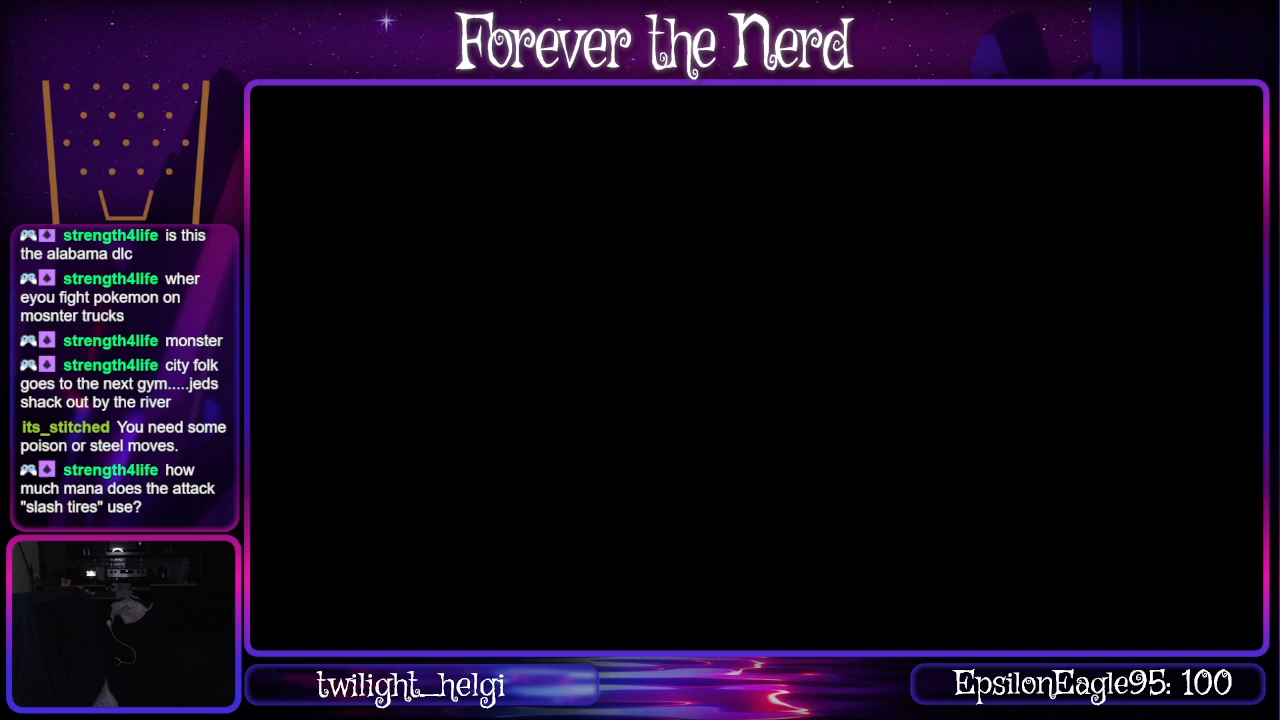 Forever the Nerd
strength4life is this
the alabama dlc
strength4life wher
eyou fight pokemon on
mosnter trucks
strength4life monster
strength4life city folk
goes to the next gym.....jeds
shack out by the river
its_stitched You need some
poison or steel moves.
strength4life how
much mana does the attack
"slash tires" use?
twilight_helgi
EpsilonEagle95: 100